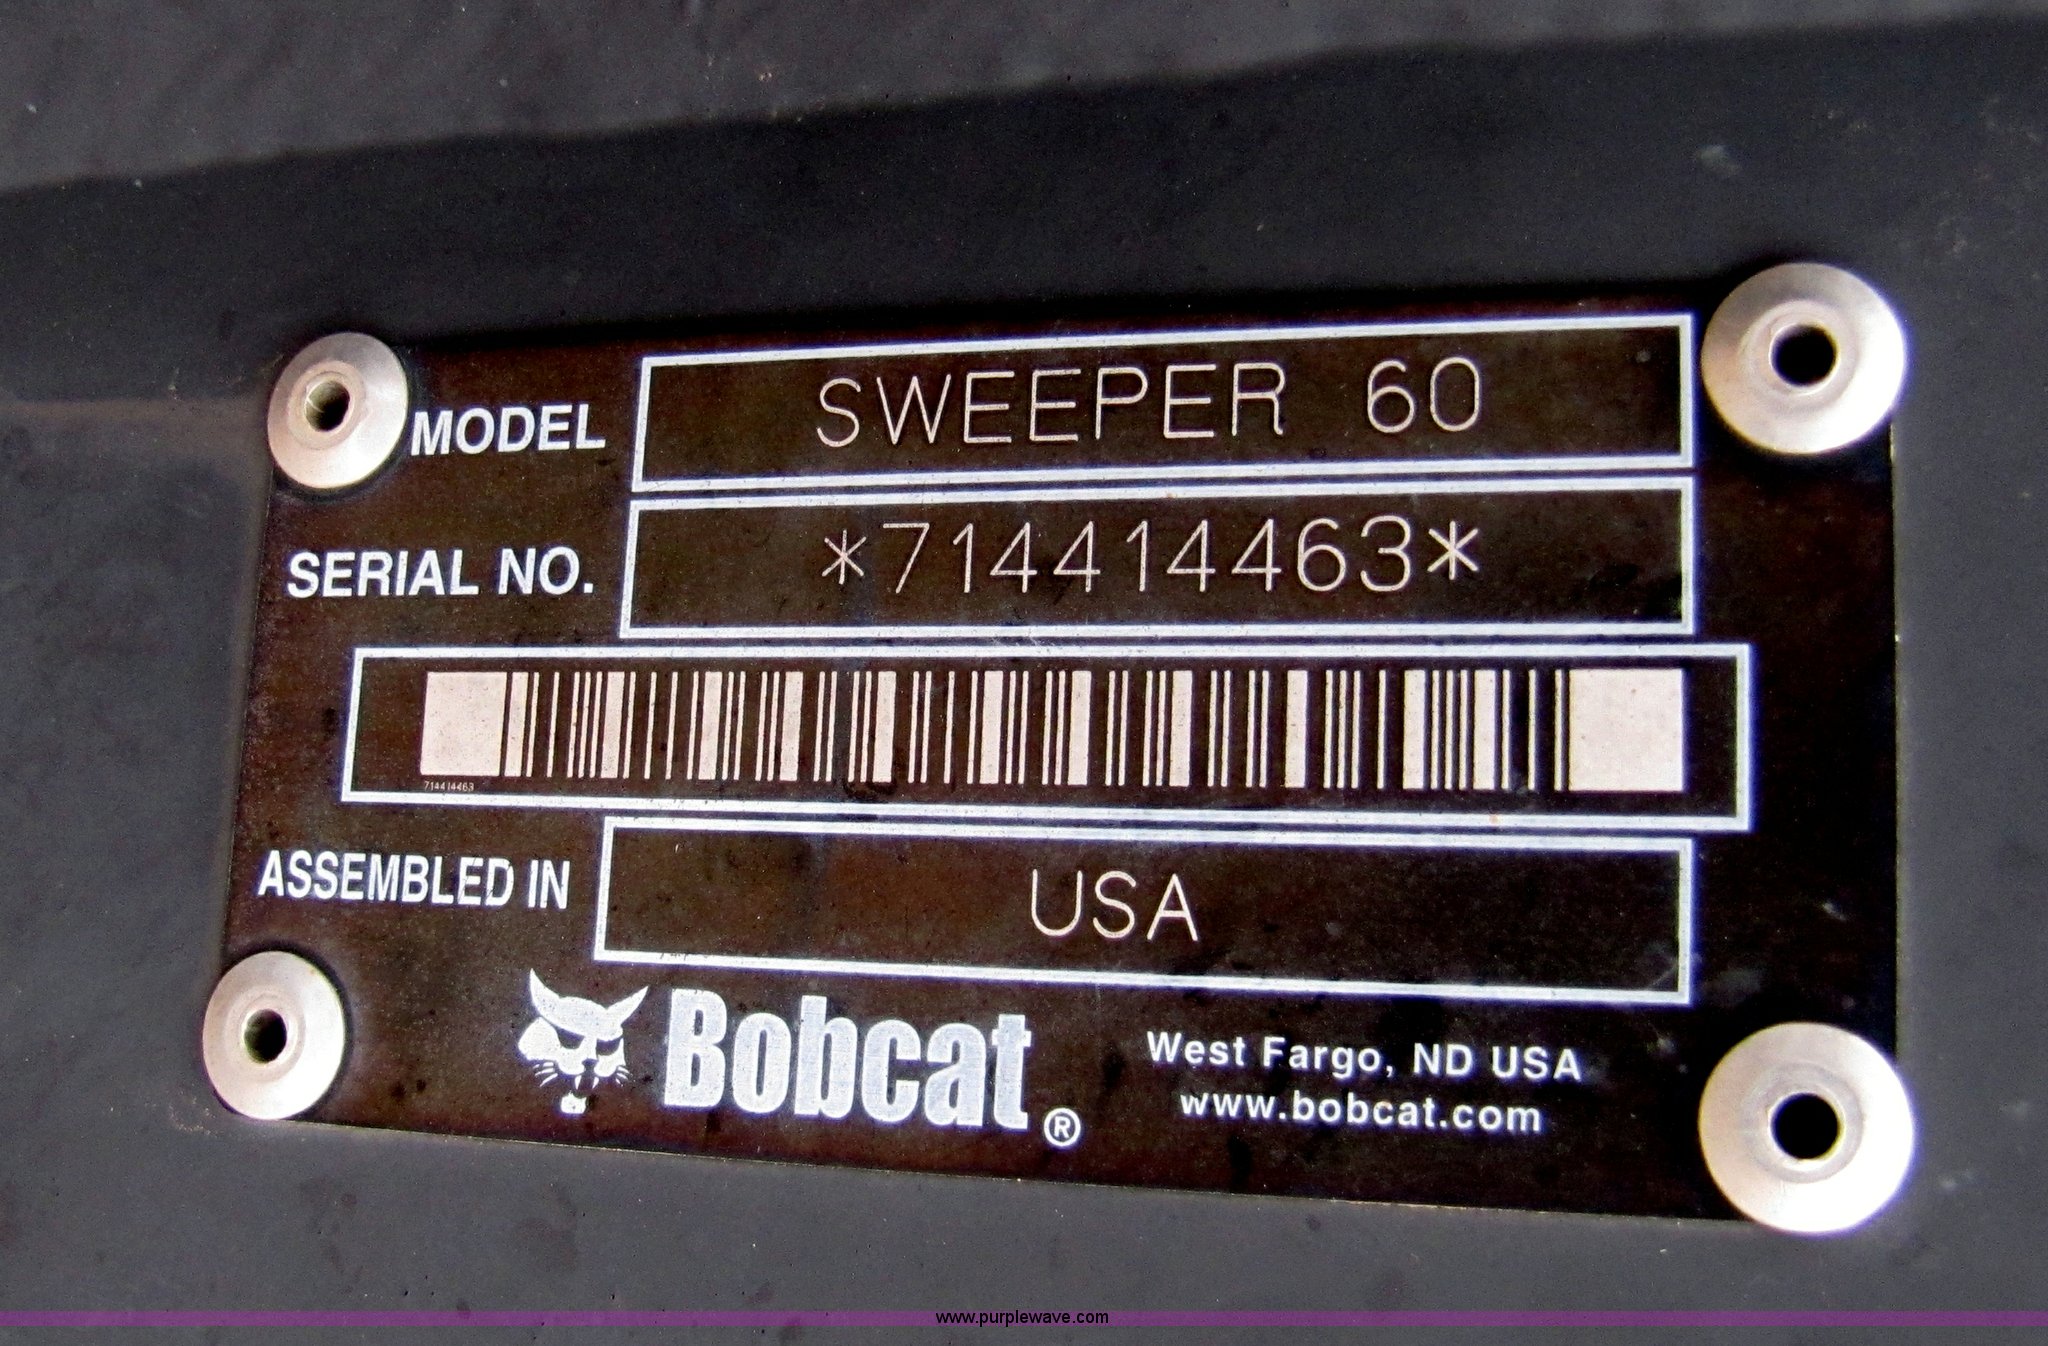 MODEL SWEEPER 60
SERIAL NO. *714414463*
714414463
ASSEMBLED IN USA
Bobcat®
West Fargo, ND USA
www.bobcat.com
www.purplewave.com